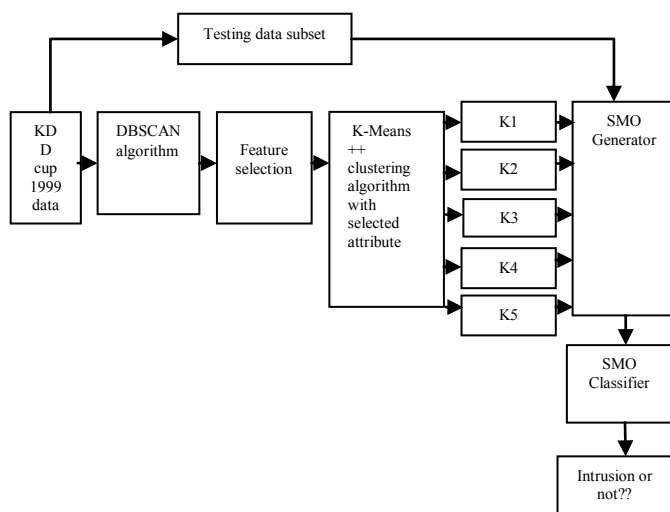 Testing data subset
KD
D
cup
1999
data
DBSCAN
algorithm
Feature
selection
K-Means
++
clustering
algorithm
with
selected
attribute
K1
K2
K3
K4
K5
SMO
Generator
SMO
Classifier
Intrusion or
not??